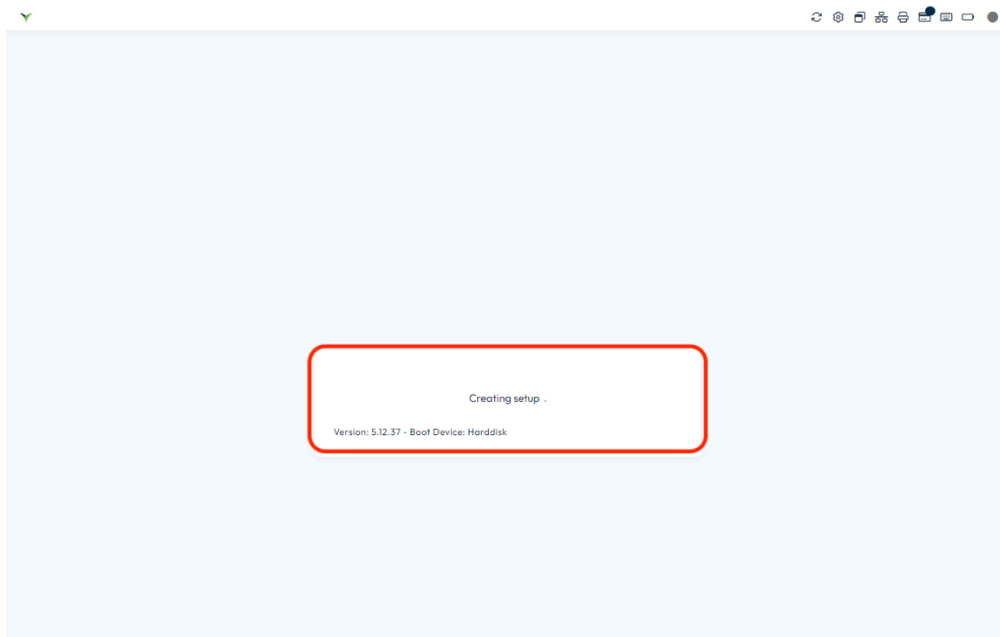 Creating setup .
Version: 5.12.37 - Boot Device: Harddisk